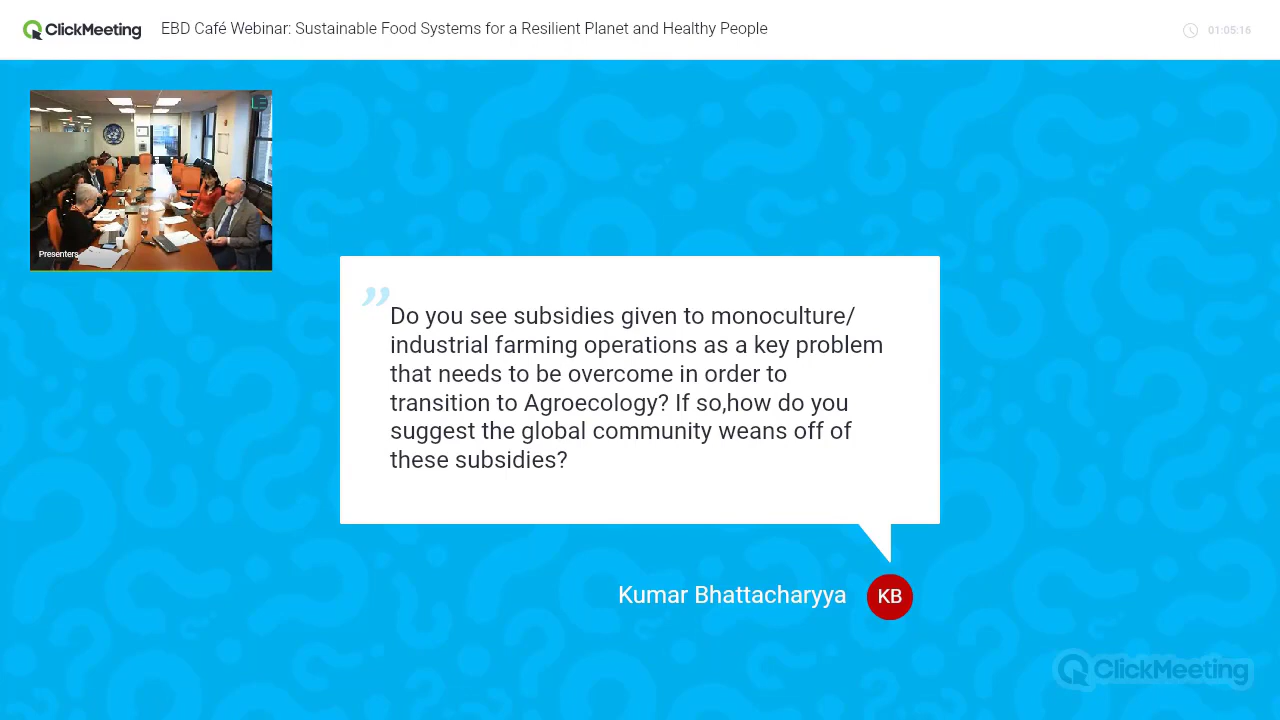 ClickMeeting
EBD Café Webinar: Sustainable Food Systems for a Resilient Planet and Healthy People
01:05:16
Presenters
”
Do you see subsidies given to monoculture/
industrial farming operations as a key problem
that needs to be overcome in order to
transition to Agroecology? If so,how do you
suggest the global community weans off of
these subsidies?
Kumar Bhattacharyya
KB
ClickMeeting